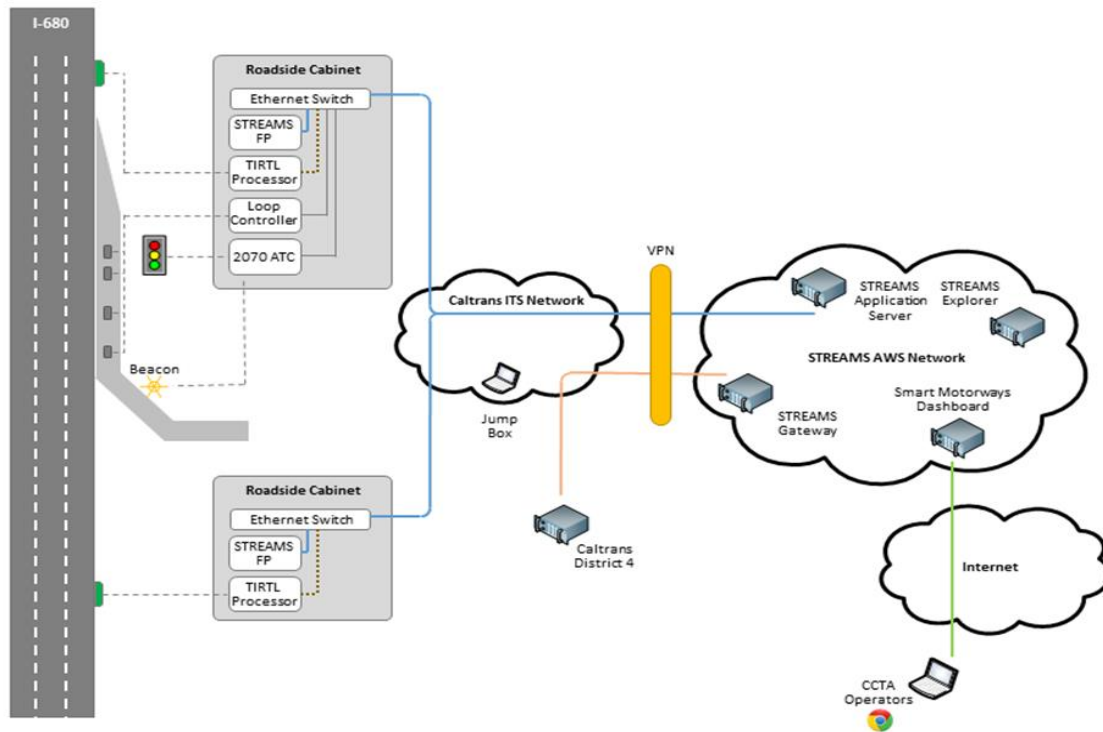 I-680
Roadside Cabinet
Ethernet Switch
STREAMS
FP
TIRTL
Processor
Loop
Controller
2070 ATC
Beacon
Roadside Cabinet
Ethernet Switch
STREAMS
FP
TIRTL
Processor
Caltrans ITS Network
Jump
Box
Caltrans
District 4
VPN
STREAMS
Application
Server
STREAMS
Explorer
STREAMS AWS Network
Smart Motorways
Dashboard
STREAMS
Gateway
Internet
CCTA
Operators